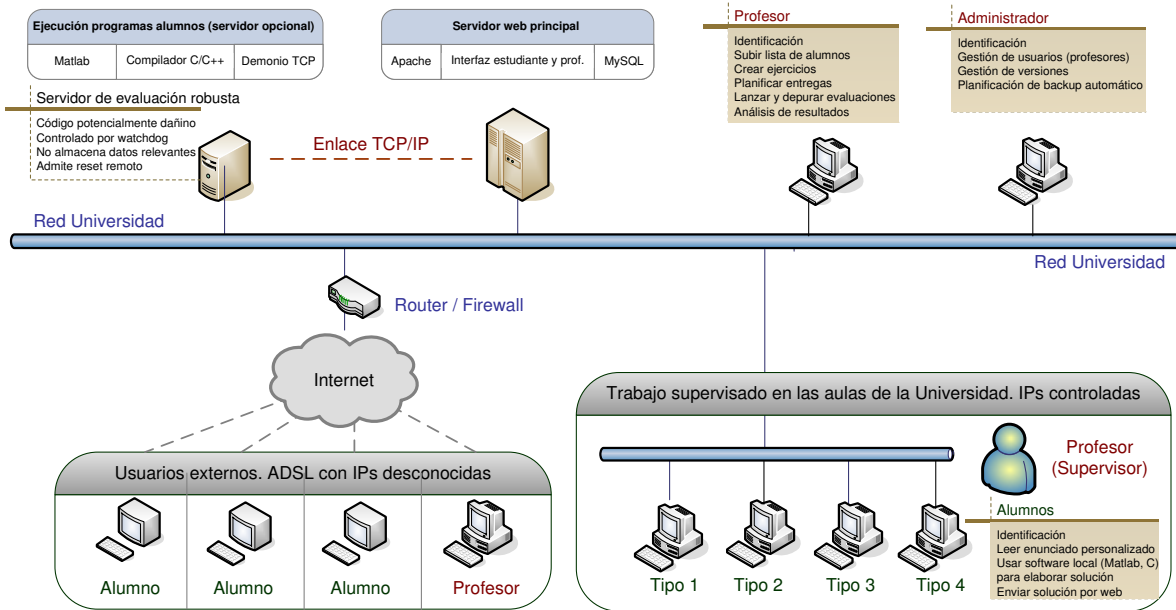 Ejecución programas alumnos (servidor opcional)
Matlab
Compilador C/C++
Demonio TCP
Servidor web principal
Apache
Interfaz estudiante y prof.
MySQL
Profesor
Identificación
Subir lista de alumnos
Crear ejercicios
Planificar entregas
Lanzar y depurar evaluaciones
Análisis de resultados
Administrador
Identificación
Gestión de usuarios (profesores)
Gestión de versiones
Planificación de backup automático
Servidor de evaluación robusta
Código potencialmente dañino
Controlado por watchdog
No almacena datos relevantes
Admite reset remoto
Enlace TCP/IP
Red Universidad
Red Universidad
Router / Firewall
Internet
Usuarios externos. ADSL con IPs desconocidas
Alumno
Alumno
Alumno
Profesor
Trabajo supervisado en las aulas de la Universidad. IPs controladas
Profesor
(Supervisor)
Tipo 1
Tipo 2
Tipo 3
Tipo 4
Alumnos
Identificación
Leer enunciado personalizado
Usar software local (Matlab, C)
para elaborar solución
Enviar solución por web